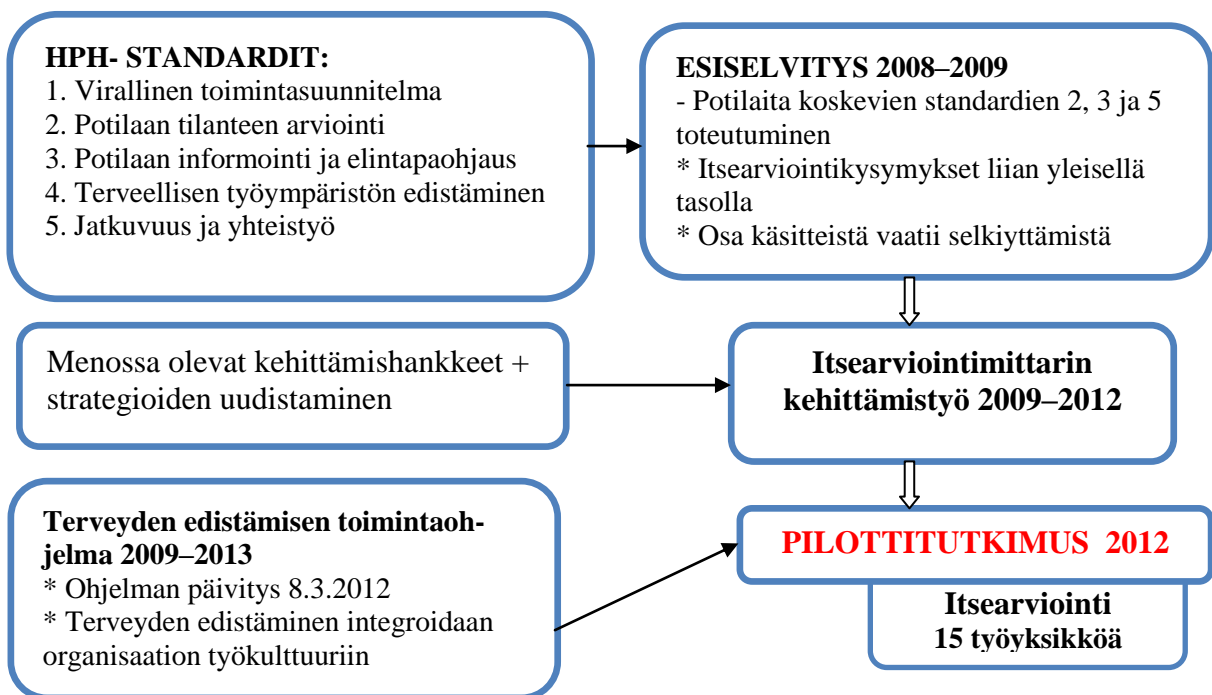 HPH- STANDARDIT:
1. Virallinen toimintasuunnitelma
2. Potilaan tilanteen arviointi
3. Potilaan informointi ja elintapaohjaus
4. Terveellisen työympäristön edistäminen
5. Jatkuvuus ja yhteistyö
ESISELVITYS 2008–2009
- Potilaita koskevien standardien 2, 3 ja 5
toteutuminen
* Itsearviointikysymykset liian yleisellä
tasolla
* Osa käsitteistä vaatii selkiyttämistä
Menossa olevat kehittämishankkeet +
strategioiden uudistaminen
Itsearviointimittarin
kehittämistyö 2009–2012
Terveyden edistämisen toimintaoh-
jelma 2009–2013
* Ohjelman päivitys 8.3.2012
* Terveyden edistäminen integroidaan
organisaation työkulttuuriin
PILOTTITUTKIMUS 2012
Itsearviointi
15 työyksikköä